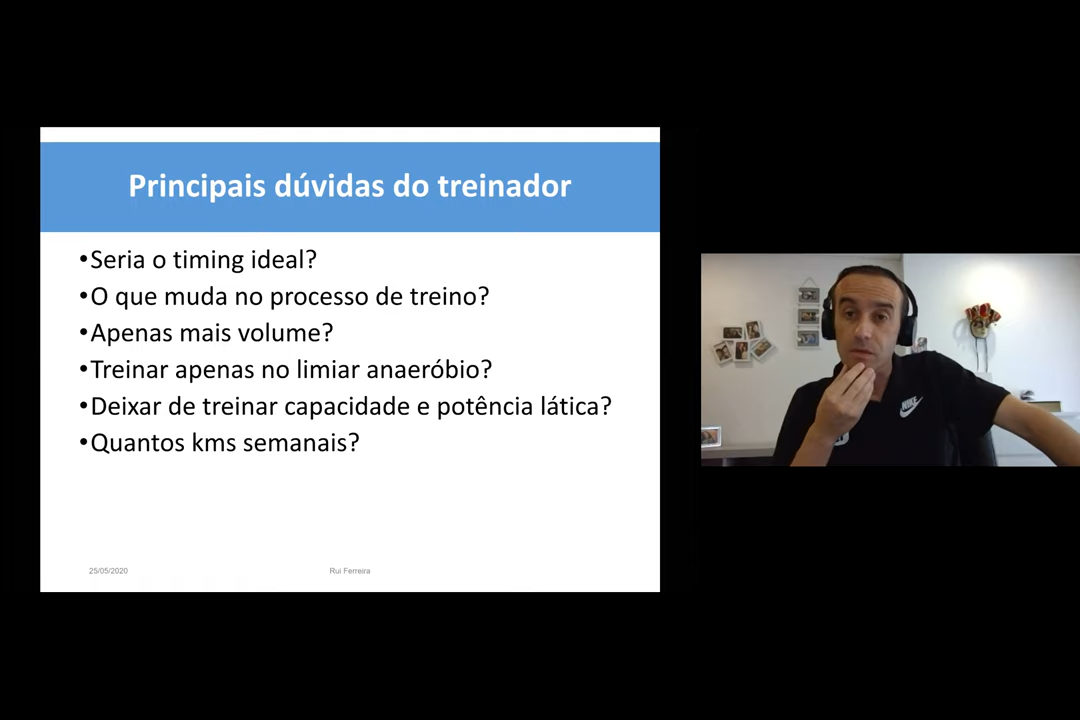 Principais dúvidas do treinador
•Seria o timing ideal?
•O que muda no processo de treino?
•Apenas mais volume?
•Treinar apenas no limiar anaeróbio?
•Deixar de treinar capacidade e potência lática?
•Quantos kms semanais?
25/05/2020
Rui Ferreira
NIKE